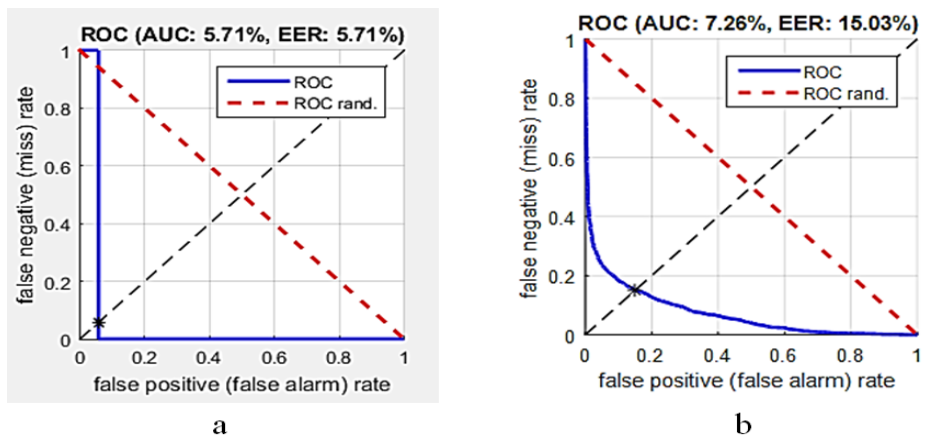 ROC (AUC: 5.71%, EER: 5.71%)
ROC
ROC rand.
false negative (miss) rate
1
0.8
0.6
0.4
0.2
0
0 0.2 0.4 0.6 0.8 1
false positive (false alarm) rate
a
ROC (AUC: 7.26%, EER: 15.03%)
ROC
ROC rand.
false negative (miss) rate
1
0.8
0.6
0.4
0.2
0
0 0.2 0.4 0.6 0.8 1
false positive (false alarm) rate
b